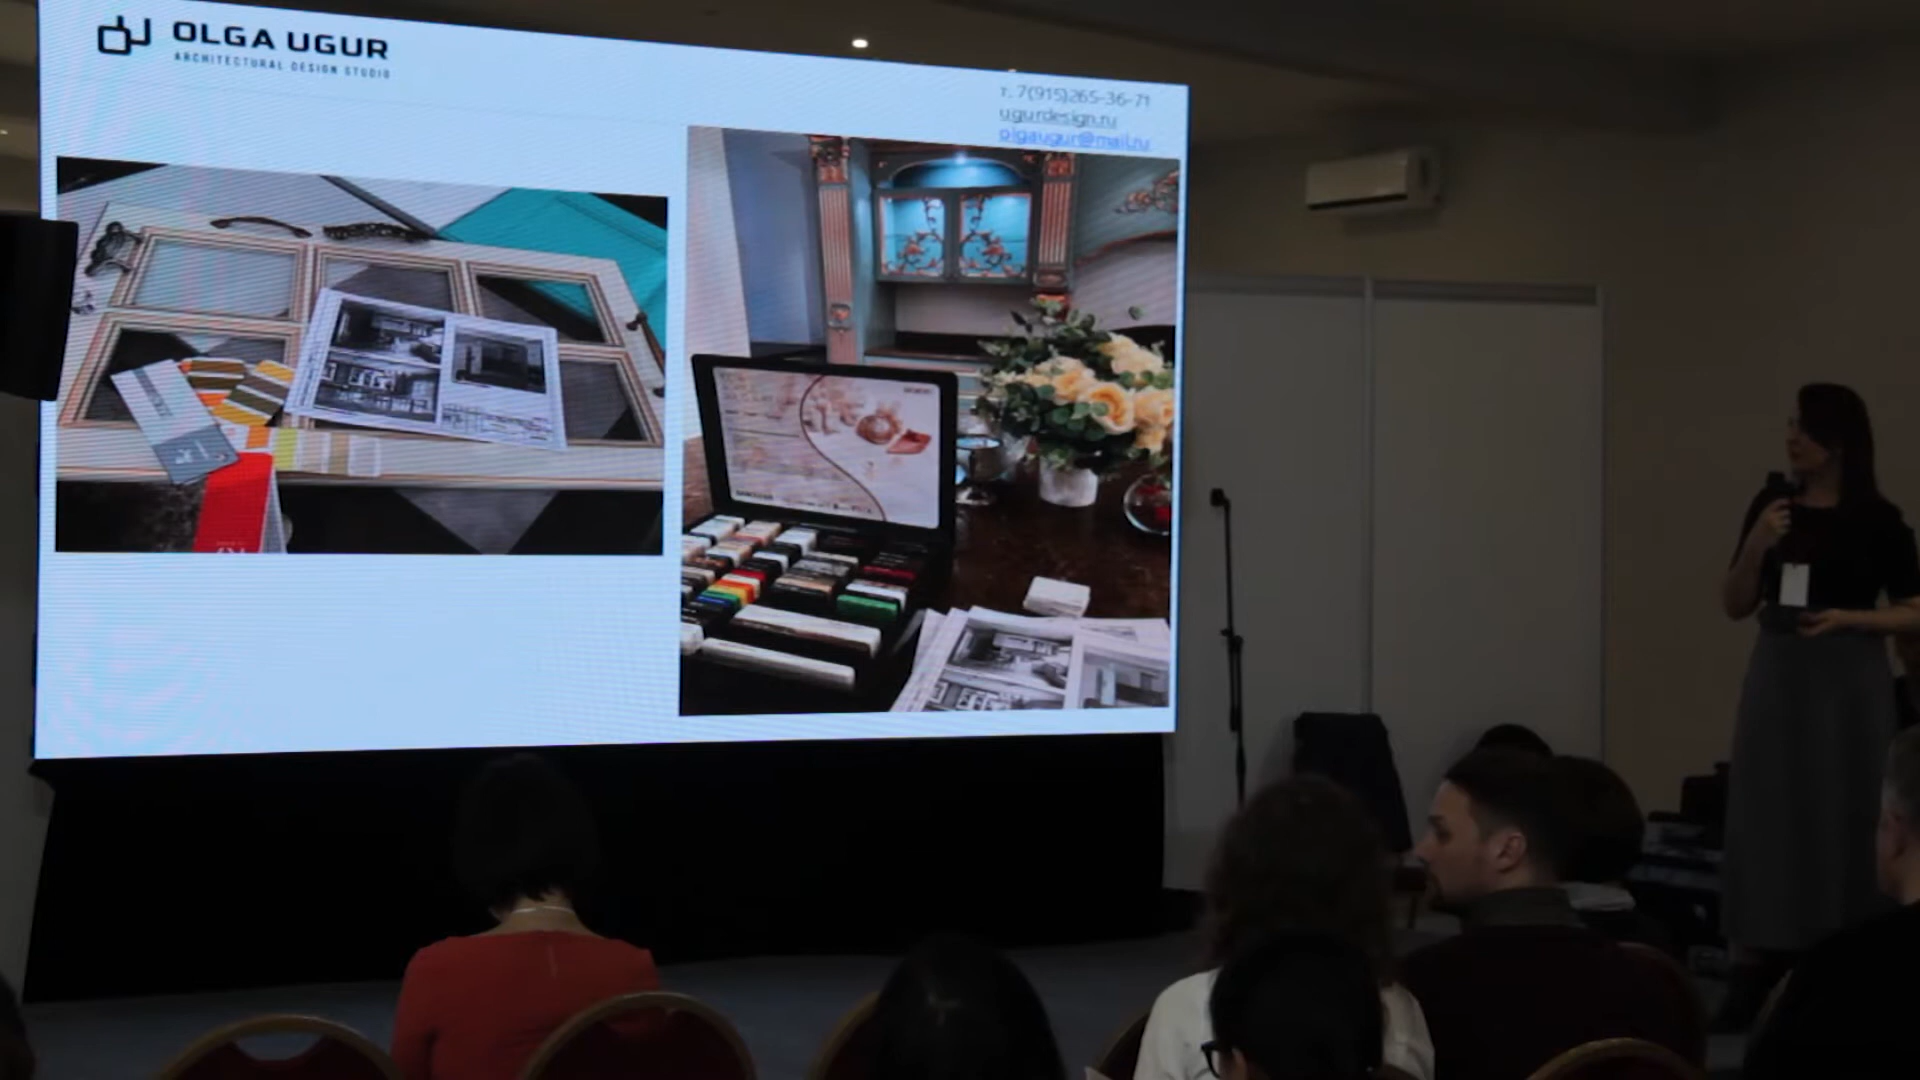 OLGA UGUR
ARCHITECTURAL DESIGN STUDIO
т. 7(915)265-36-71
ugurdesign.ru
olgaugur@mail.ru